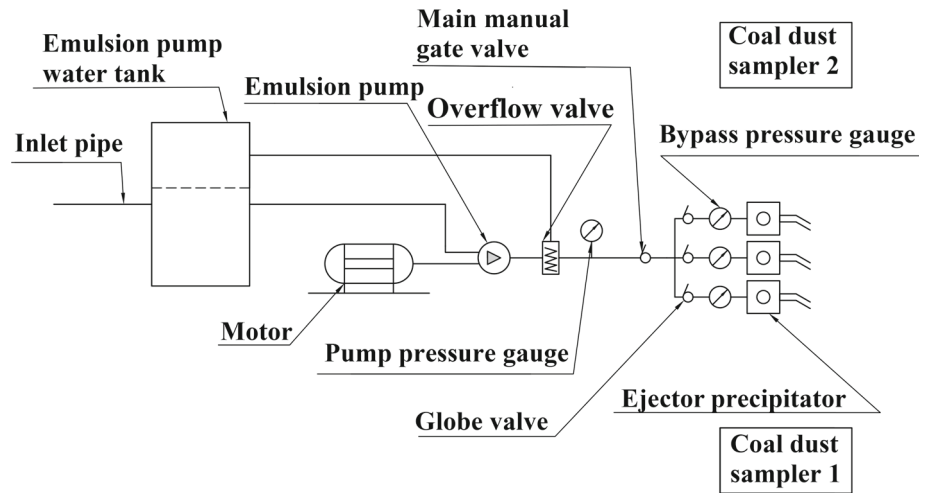 Main manual
gate valve
Coal dust
sampler 2
Emulsion pump
water tank
Emulsion pump
Overflow valve
Bypass pressure gauge
Inlet pipe
Motor
Pump pressure gauge
Ejector precipitator
Globe valve
Coal dust
sampler 1